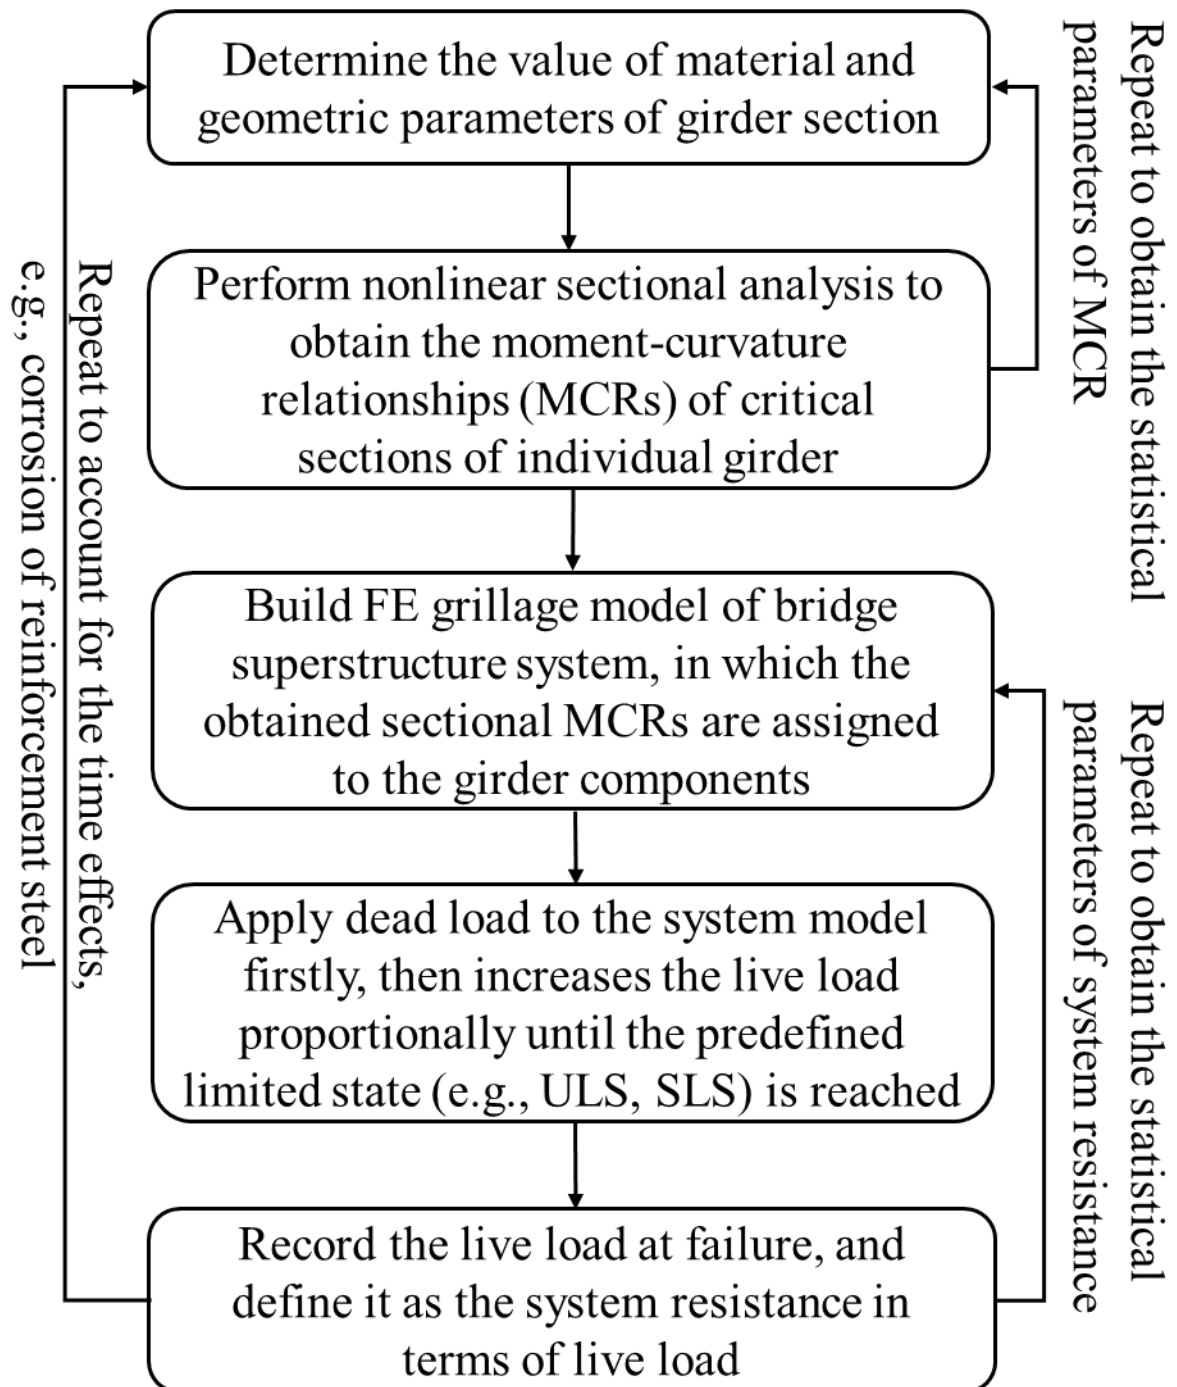 Determine the value of material and
geometric parameters of girder section
Perform nonlinear sectional analysis to
obtain the moment-curvature
relationships (MCRs) of critical
sections of individual girder
Build FE grillage model of bridge
superstructure system, in which the
obtained sectional MCRs are assigned
to the girder components
Apply dead load to the system model
firstly, then increases the live load
proportionally until the predefined
limited state (e.g., ULS, SLS) is reached
Record the live load at failure, and
define it as the system resistance in
terms of live load
Repeat to obtain the statistical
parameters of MCR
Repeat to obtain the statistical
parameters of system resistance
Repeat to account for the time effects,
e.g., corrosion of reinforcement steel